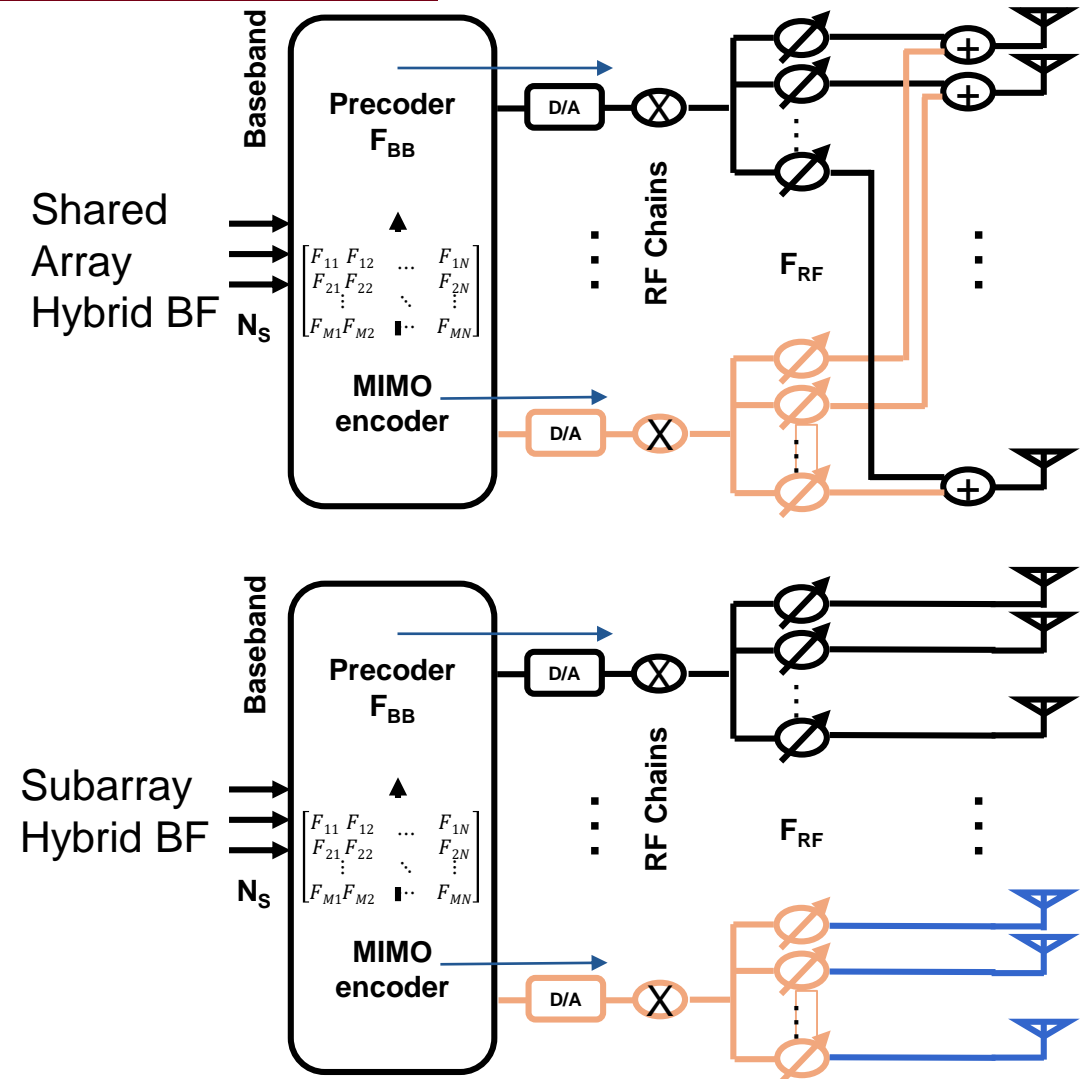 Baseband
Precoder
F_BB
D/A
X
+
+
Shared
Array
Hybrid BF
N_S
F_11 F_12 … F_1N
F_21 F_22 F_2N
⋮ ⋱ ⋮
F_M1 F_M2 ⋯ F_MN
RF Chains
F_RF
MIMO
encoder
D/A
X
+
Baseband
Precoder
F_BB
D/A
X
Subarray
Hybrid BF
N_S
F_11 F_12 … F_1N
F_21 F_22 F_2N
⋮ ⋱ ⋮
F_M1 F_M2 ⋯ F_MN
RF Chains
F_RF
MIMO
encoder
D/A
X